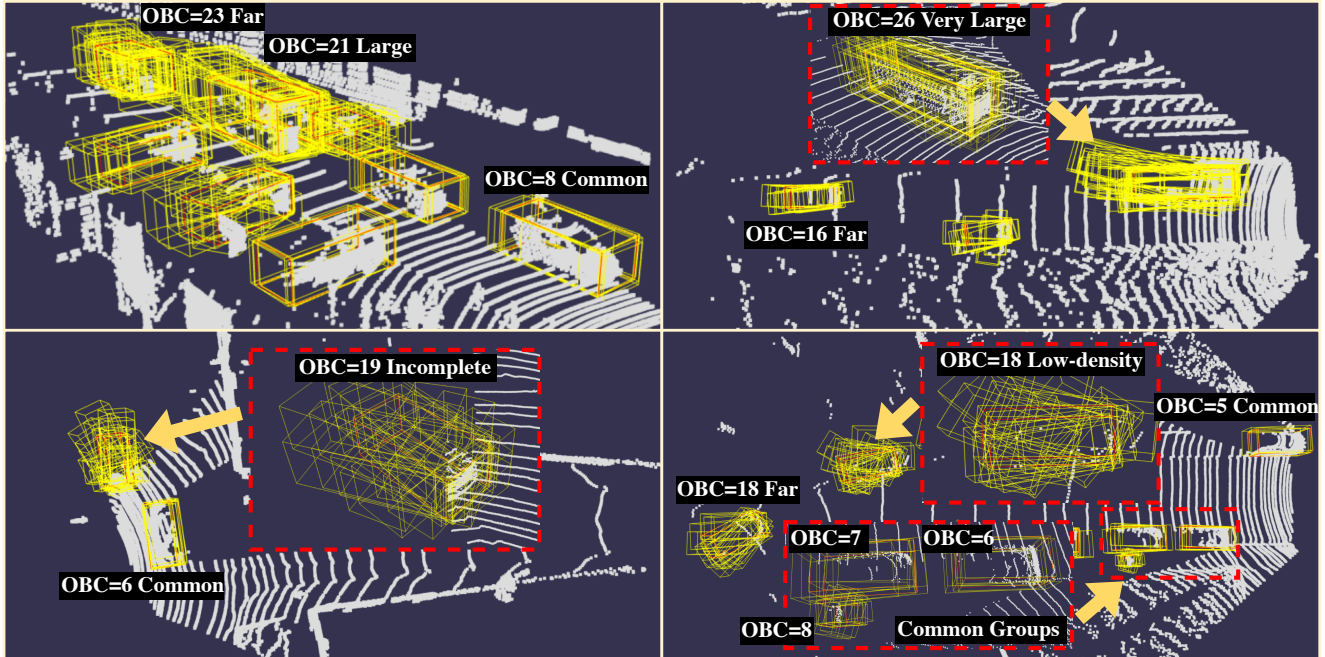 OBC=23 Far
OBC=21 Large
OBC=8 Common
OBC=26 Very Large
OBC=16 Far
OBC=19 Incomplete
OBC=6 Common
OBC=18 Low-density
OBC=5 Common
OBC=18 Far
OBC=7
OBC=6
OBC=8
Common Groups